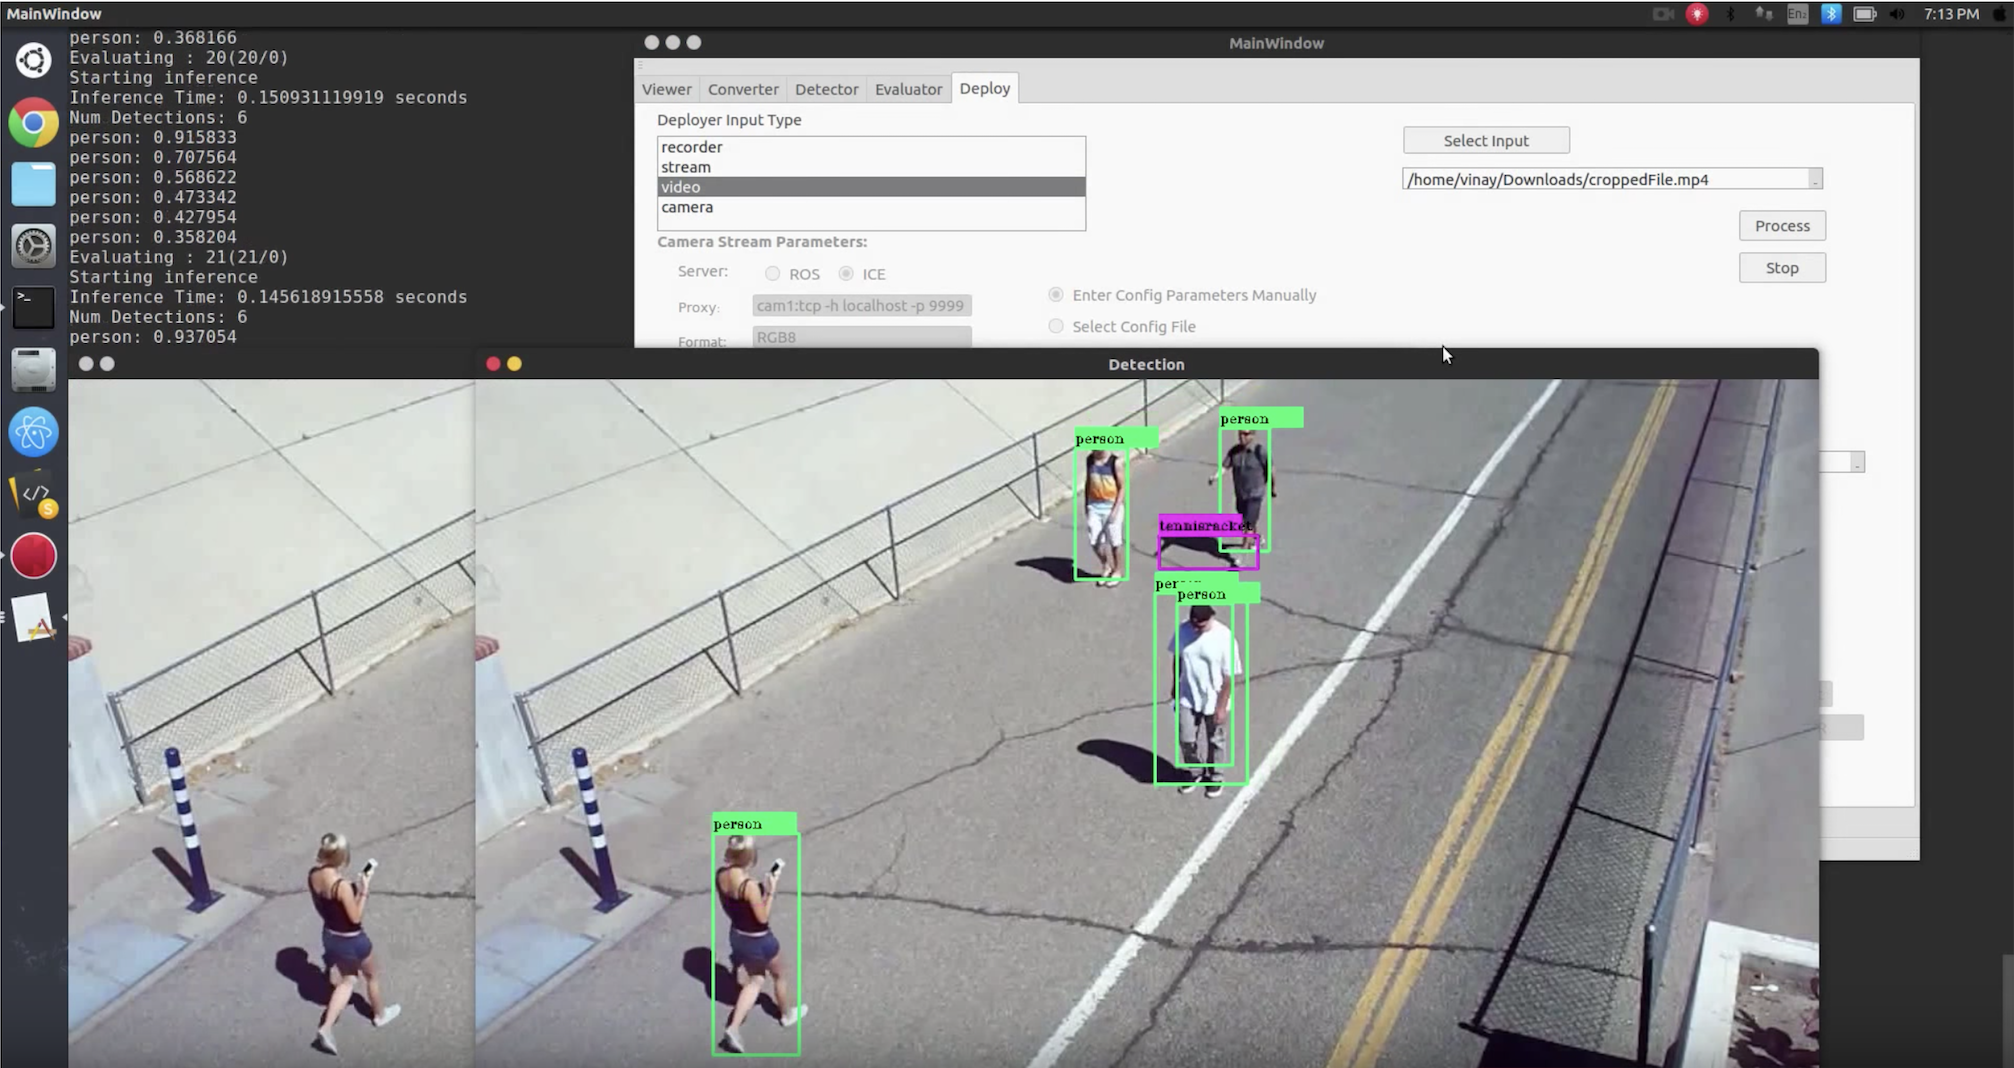 MainWindow
En₂
7:13 PM
person: 0.368166
Evaluating : 20(20/0)
Starting inference
Inference Time: 0.150931119919 seconds
Num Detections: 6
person: 0.915833
person: 0.707564
person: 0.568622
person: 0.473342
person: 0.427954
person: 0.358204
Evaluating : 21(21/0)
Starting inference
Inference Time: 0.145618915558 seconds
Num Detections: 6
person: 0.937054
MainWindow
Viewer Converter Detector Evaluator Deploy
Deployer Input Type
recorder
stream
video
camera
Select Input
/home/vinay/Downloads/croppedFile.mp4
Process
Stop
Camera Stream Parameters:
Server: ROS ICE
Proxy: cam1:tcp -h localhost -p 9999
Format: RGB8
Enter Config Parameters Manually
Select Config File
Detection
person
person
tennisracket
person
person
person